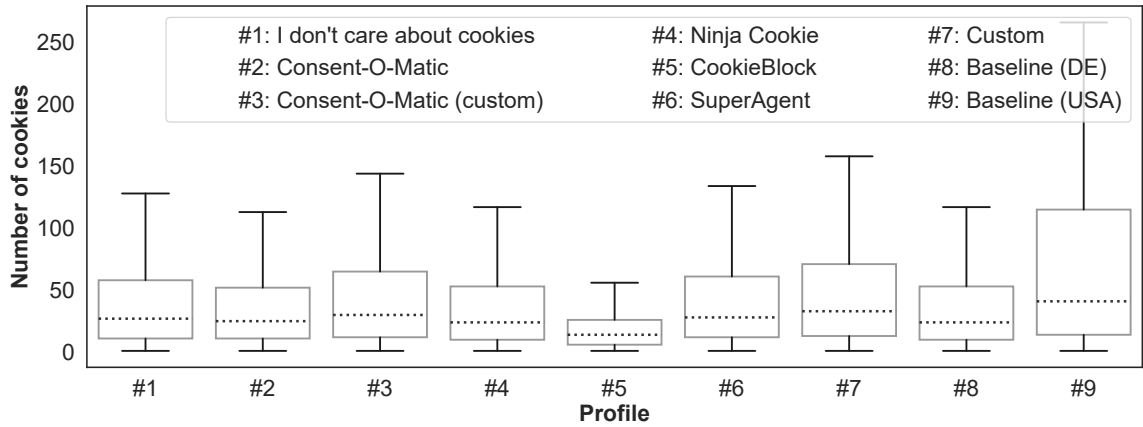 #1: I don't care about cookies
#2: Consent-O-Matic
#3: Consent-O-Matic (custom)
#4: Ninja Cookie
#5: CookieBlock
#6: SuperAgent
#7: Custom
#8: Baseline (DE)
#9: Baseline (USA)
Number of cookies
250
200
150
100
50
0
#1 #2 #3 #4 #5 #6 #7 #8 #9
Profile